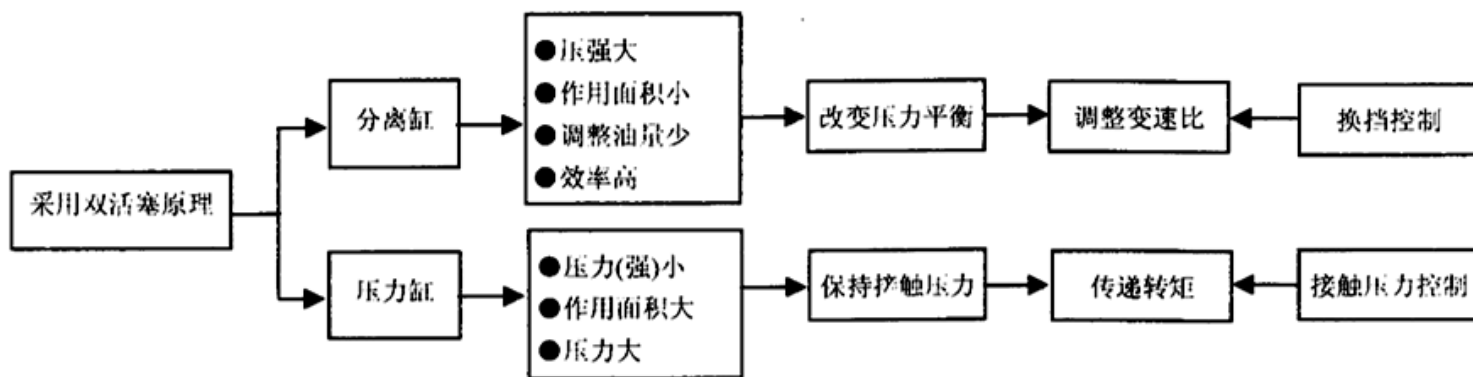 采用双活塞原理
分离缸
●压强大
●作用面积小
●调整油量少
●效率高
改变压力平衡
调整变速比
换挡控制
压力缸
●压力(强)小
●作用面积大
●压力大
保持接触压力
传递转矩
接触压力控制